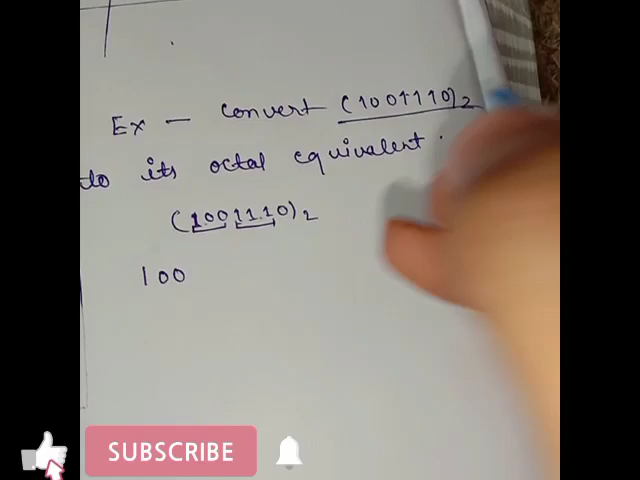 Ex - Convert (1001110)2
to its octal equivalent.
(1001110)2
100
SUBSCRIBE